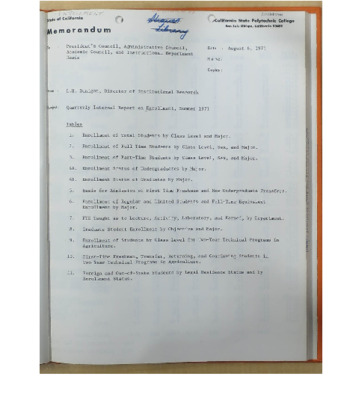 State of California
California State Polytechnic College
San Luis Obispo, California
Memorandum
Library
To : President's Council, Administrative Council,
Academic Council, and Instructional Department
Heads
Date : August 6, 1971
From : Director of Institutional Research
Subject: Quarterly Internal Report on Enrollment, Summer 1971
1. Enrollment of Total Students by Class Level and Major.
2. Enrollment of Full Time Students by Class Level, Sex, and Major.
3. Enrollment of Part-Time Students by Class Level, Sex, and Major.
4A. Enrollment Status of Undergraduates by Major.
4B. Enrollment Status of Graduates by Major.
5. Basis for Admission of First Time Freshmen and New Undergraduate Transfers.
6. Enrollment of Regular and Limited Students and Full-Time Equivalent
Enrollment by Major.
7. FTE Taught as to Lecture, Activity, Laboratory, and by Department.
8. Graduate Student Enrollment by Objective and Major.
9. Enrollment of Students by Class Level for Two-Year Technical Programs in
Agriculture.
First-Time Freshmen, Transfer, Returning, and Continuing Students in
Two-Year Technical Programs in Agriculture.
Foreign and Out-of-State Students by Legal Residence Status and by
Enrollment Status.